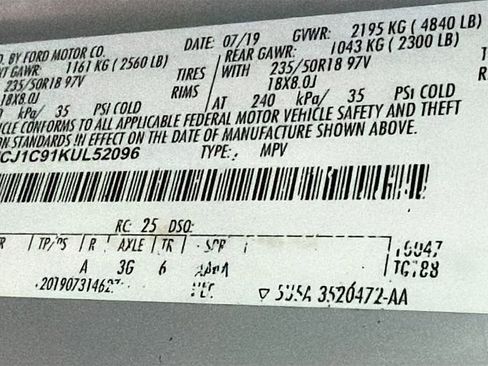 D. BY FORD MOTOR CO. DATE: 07/19 GVWR: 2195 KG ( 4840 LB)
NT GAWR: 1161 KG ( 2560 LB) REAR GAWR: 1043 KG ( 2300 LB)
235/50R18 97V TIRES WITH 235/50R18 97V
18X8.0J RIMS 18X8.0J
kPa/ 35 PSI COLD AT 240 kPa/ 35 PSI COLD
ICLE CONFORMS TO ALL APPLICABLE FEDERAL MOTOR VEHICLE SAFETY AND THEFT
ON STANDARDS IN EFFECT ON THE DATE OF MANUFACTURE SHOWN ABOVE.
CJ1C91KUL52096 TYPE: MPV
RC: 25 DSO:
R | TP/PS | R | AXLE | TR | SPR
A 3G 6
5U5A 3520472-AA